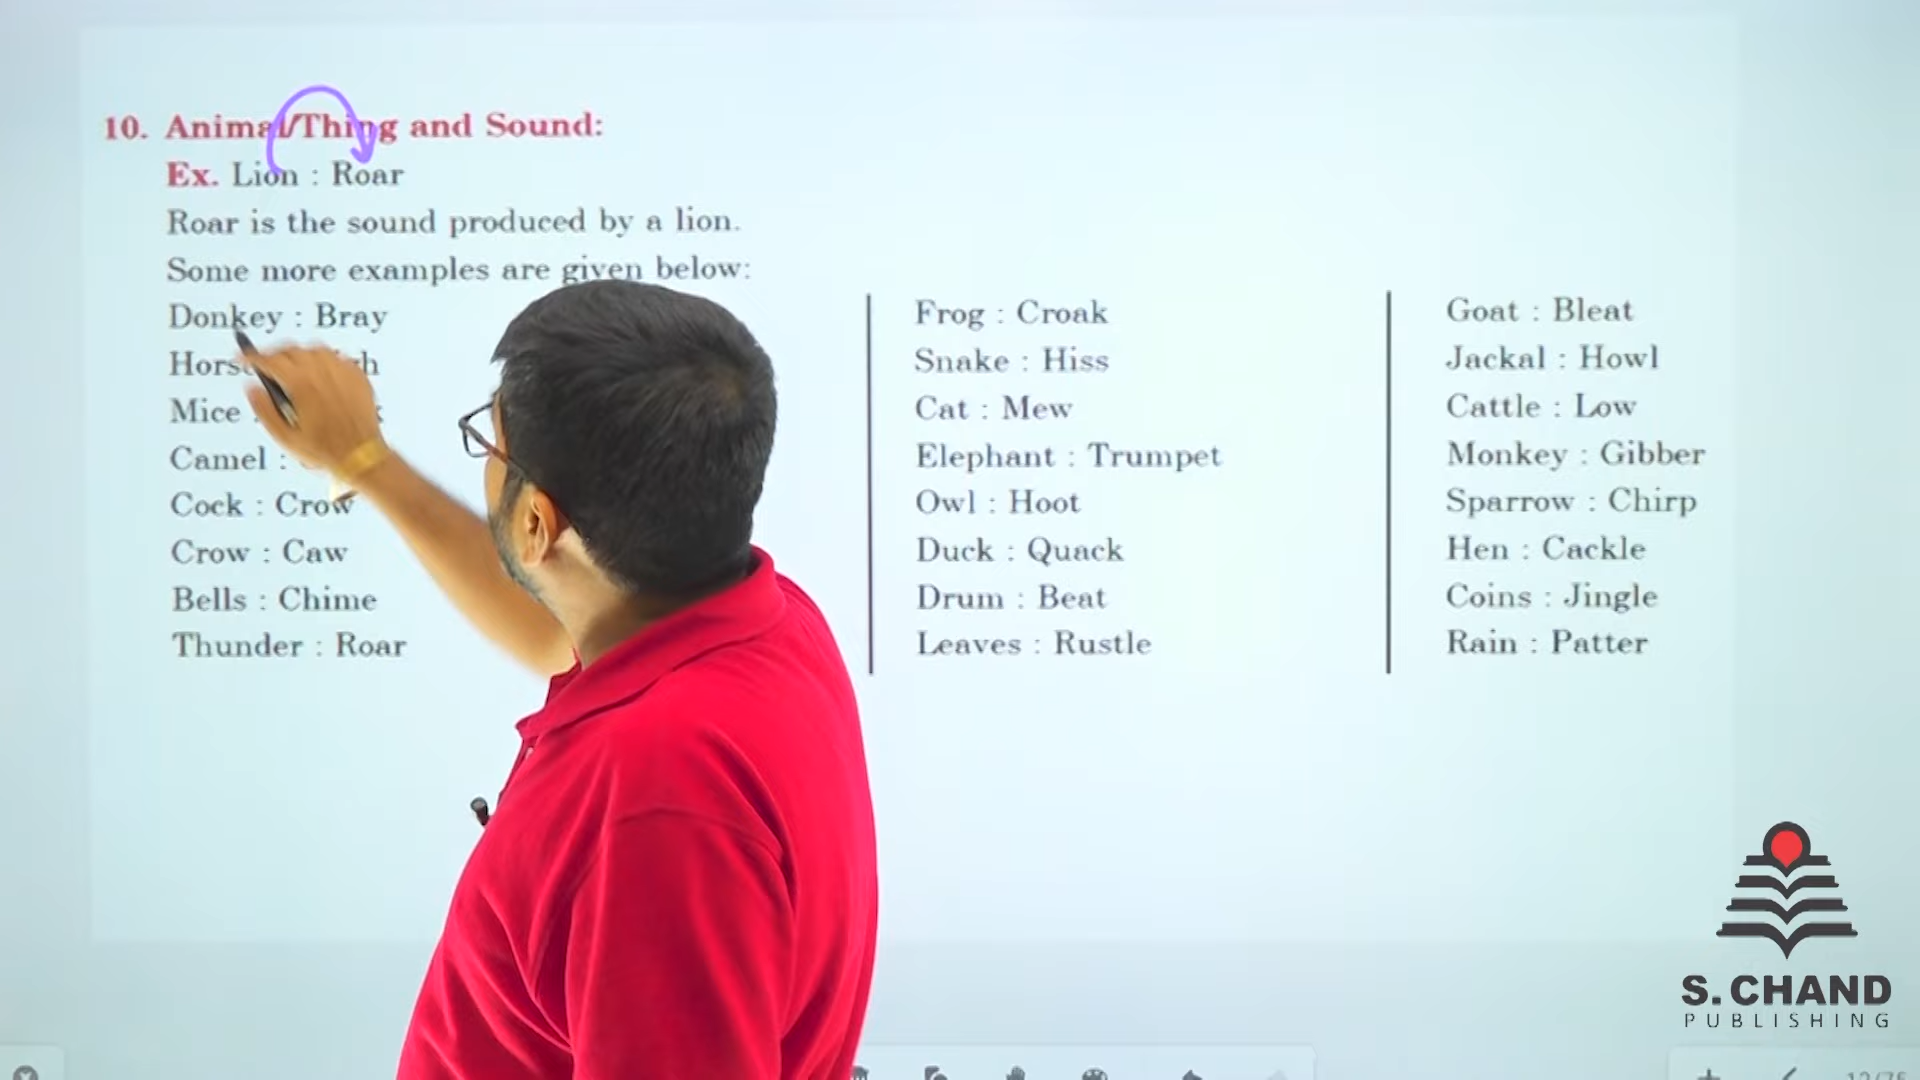 10. Animal/Thing and Sound:
Ex. Lion : Roar
Roar is the sound produced by a lion.
Some more examples are given below:
Donkey : Bray
Mice
Camel :
Cock : Crow
Crow : Caw
Bells : Chime
Thunder : Roar
Frog : Croak
Snake : Hiss
Cat : Mew
Elephant : Trumpet
Owl : Hoot
Duck : Quack
Drum : Beat
Leaves : Rustle
Goat : Bleat
Jackal : Howl
Cattle : Low
Monkey : Gibber
Sparrow : Chirp
Hen : Cackle
Coins : Jingle
Rain : Patter
S. CHAND
PUBLISHING